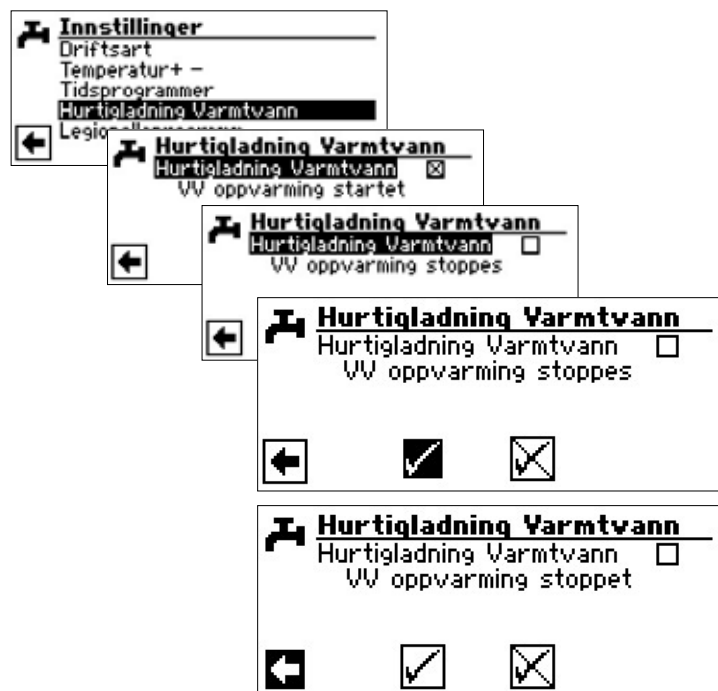 Innstillinger
Driftsart
Temperatur+ -
Tidsprogrammer
Hurtigladning Varmtvann
Hurtigladning Varmtvann
Hurtigladning Varmtvann
VV oppvarming startet
Hurtigladning Varmtvann
Hurtigladning Varmtvann
VV oppvarming stoppes
Hurtigladning Varmtvann
Hurtigladning Varmtvann
VV oppvarming stoppes
Hurtigladning Varmtvann
Hurtigladning Varmtvann
VV oppvarming stoppet